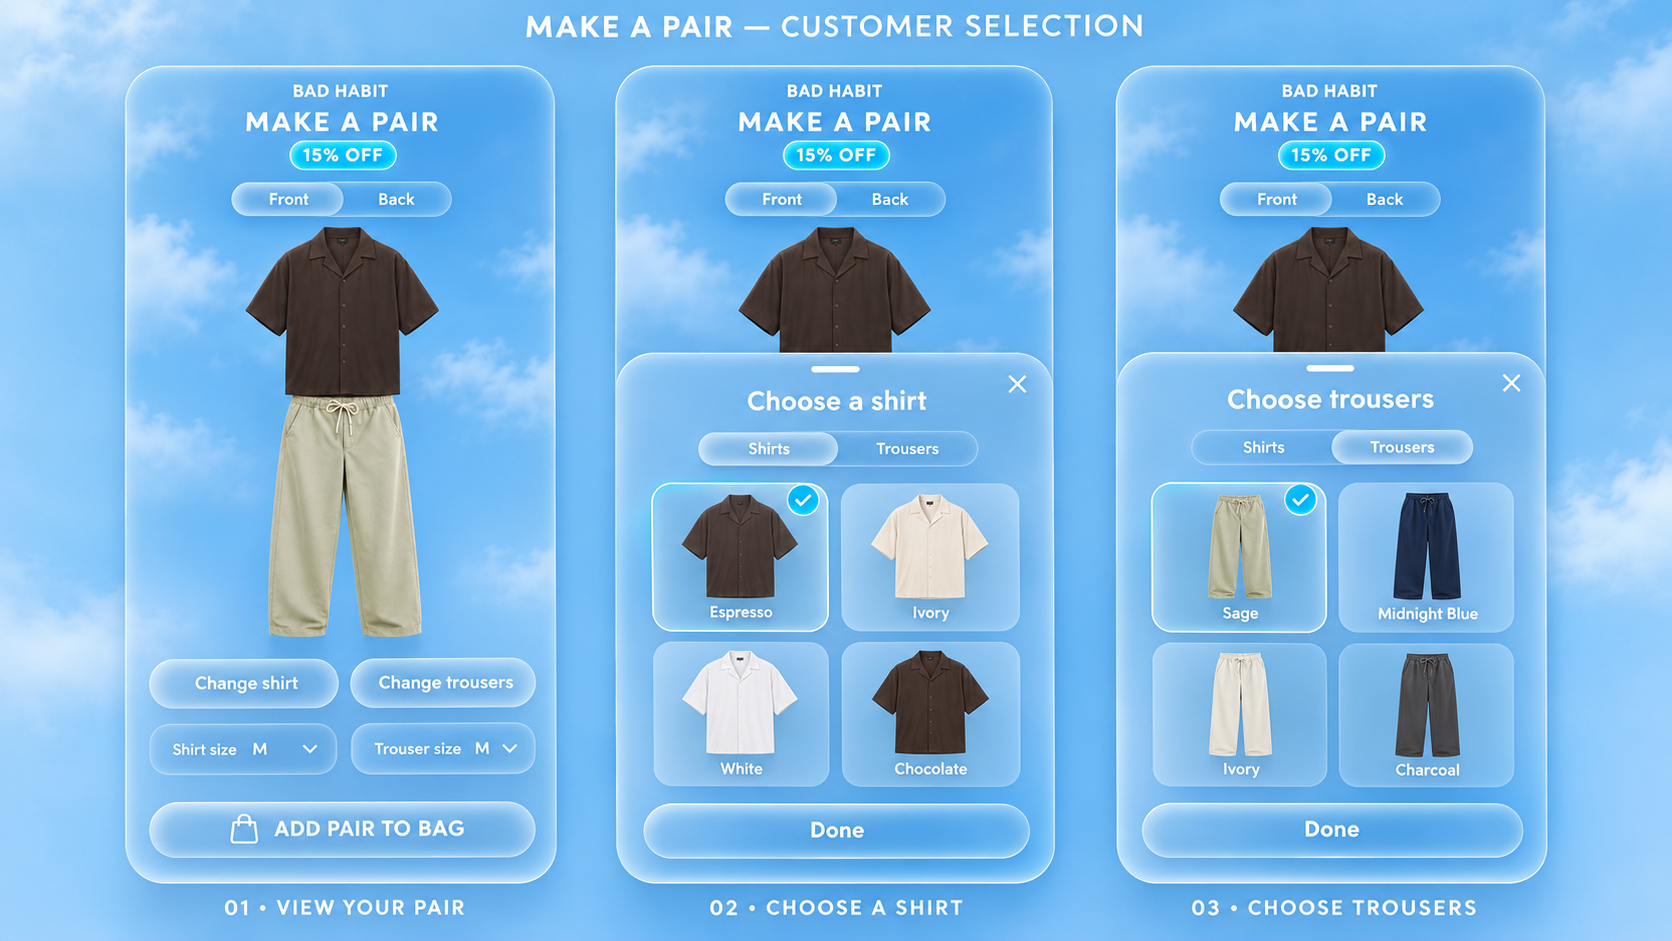 MAKE A PAIR — CUSTOMER SELECTION
BAD HABIT
MAKE A PAIR
15% OFF
Front
Back
Change shirt
Change trousers
Shirt size M
Trouser size M
ADD PAIR TO BAG
01 • VIEW YOUR PAIR
BAD HABIT
MAKE A PAIR
15% OFF
Front
Back
Choose a shirt
Shirts
Trousers
Espresso
Ivory
White
Chocolate
Done
02 • CHOOSE A SHIRT
BAD HABIT
MAKE A PAIR
15% OFF
Front
Back
Choose trousers
Shirts
Trousers
Sage
Midnight Blue
Ivory
Charcoal
Done
03 • CHOOSE TROUSERS